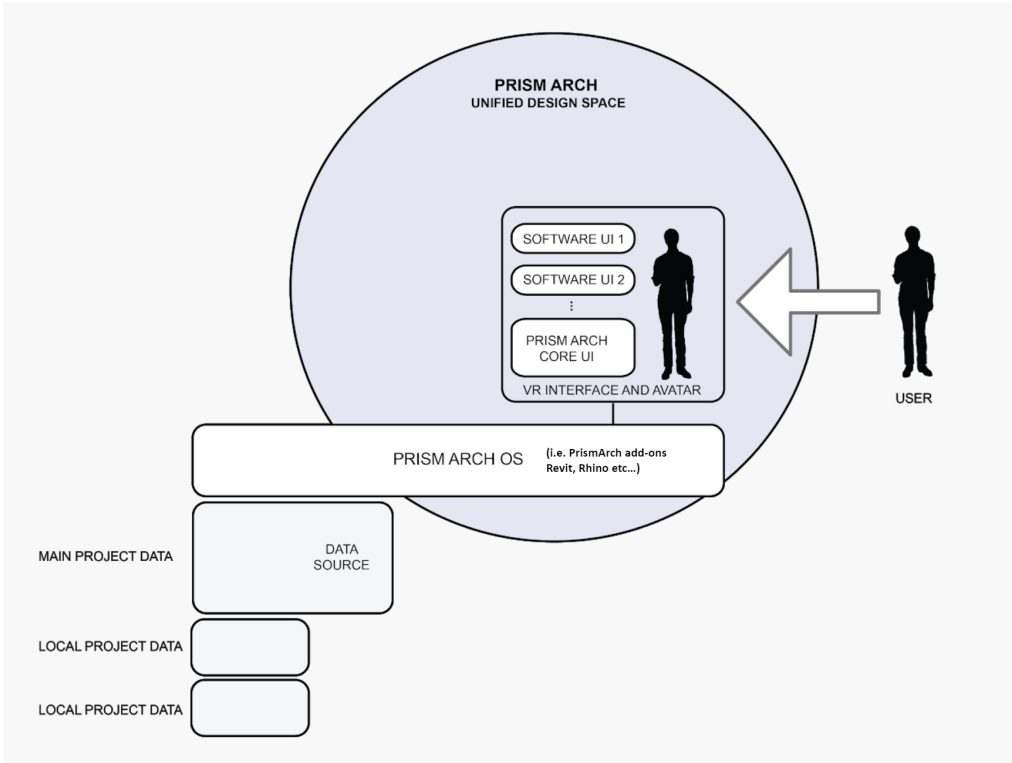 PRISM ARCH
UNIFIED DESIGN SPACE
SOFTWARE UI 1
SOFTWARE UI 2
⋮
PRISM ARCH
CORE UI
VR INTERFACE AND AVATAR
USER
PRISM ARCH OS
(i.e. PrismArch add-ons
Revit, Rhino etc...)
MAIN PROJECT DATA
DATA
SOURCE
LOCAL PROJECT DATA
LOCAL PROJECT DATA